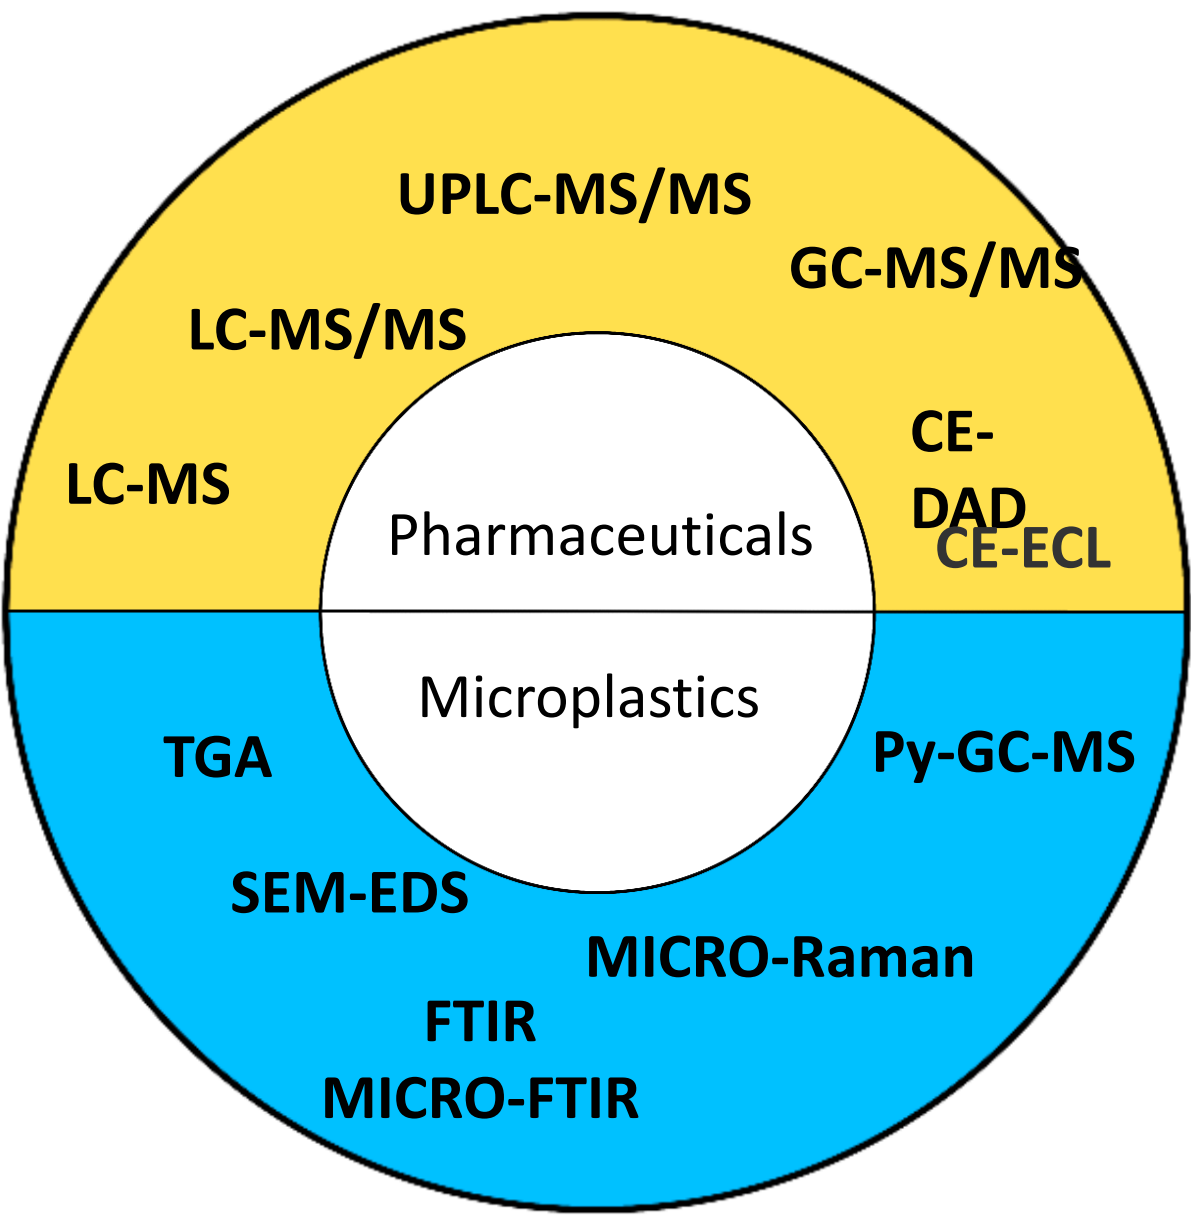 UPLC-MS/MS
GC-MS/MS
LC-MS/MS
CE-
DAD
LC-MS
CE-ECL
Pharmaceuticals
Microplastics
TGA
Py-GC-MS
SEM-EDS
MICRO-Raman
FTIR
MICRO-FTIR